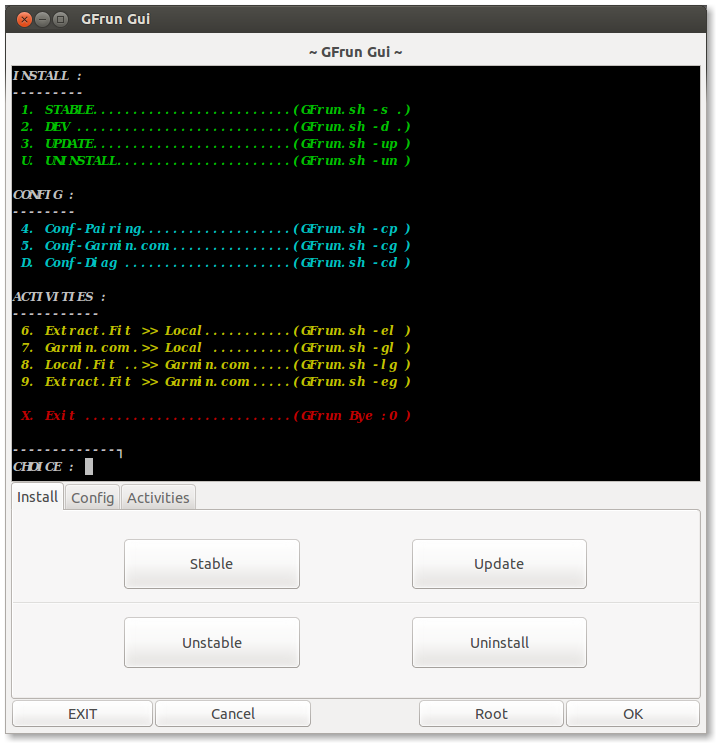 GFrun Gui
~ GFrun Gui ~
INSTALL :
---------
1. STABLE.........................(GFrun.sh -s .)
2. DEV ...........................(GFrun.sh -d .)
3. UPDATE.........................(GFrun.sh -up )
U. UNINSTALL......................(GFrun.sh -un )
CONFIG :
--------
4. Conf-Pairing...................(GFrun.sh -cp )
5. Conf-Garmin.com ...............(GFrun.sh -cg )
D. Conf-Diag .....................(GFrun.sh -cd )
ACTIVITIES :
-----------
6. Extract.Fit >> Local...........(GFrun.sh -el )
7. Garmin.com .>> Local ..........(GFrun.sh -gl )
8. Local.Fit ..>> Garmin.com .....(GFrun.sh -lg )
9. Extract.Fit >> Garmin.com.....(GFrun.sh -eg )
X. Exit ..........................(GFrun Bye :0 )
-------------┐
CHOICE :
Install Config Activities
Stable Update
Unstable Uninstall
EXIT Cancel Root OK